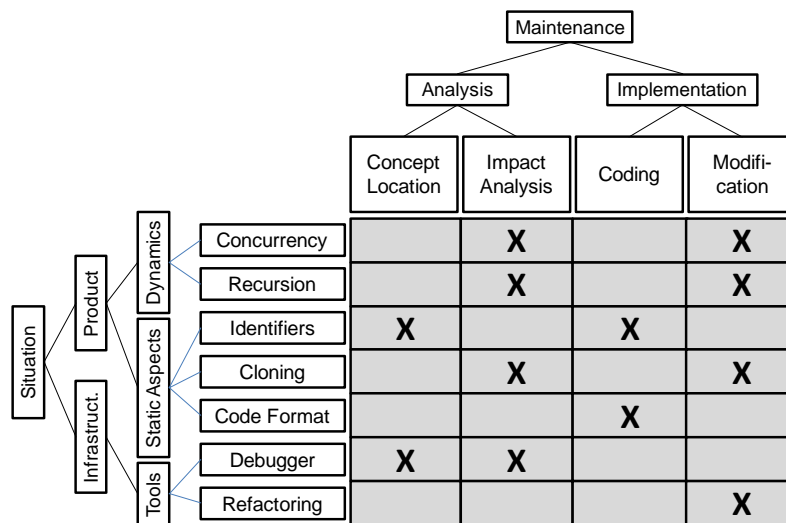 Maintenance
Analysis
Implementation
Concept
Location
Impact
Analysis
Coding
Modifi-
cation
Situation
Product
Infrastruct.
Dynamics
Static Aspects
Tools
Concurrency
X
X
Recursion
X
X
Identifiers
X
X
Cloning
X
X
Code Format
X
Debugger
X
X
Refactoring
X